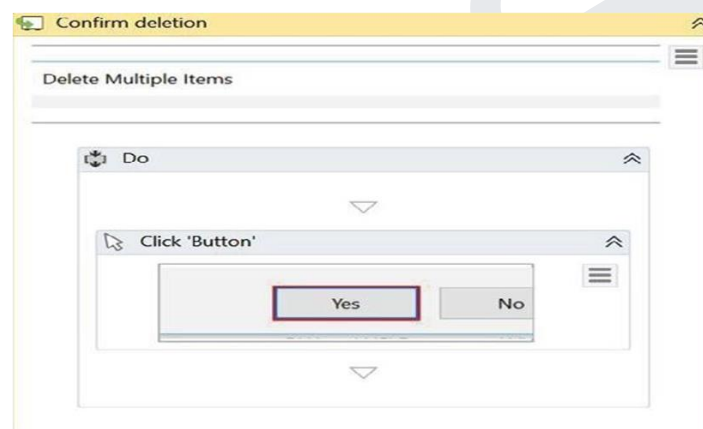 Confirm deletion
Delete Multiple Items
Do
Click 'Button'
Yes No